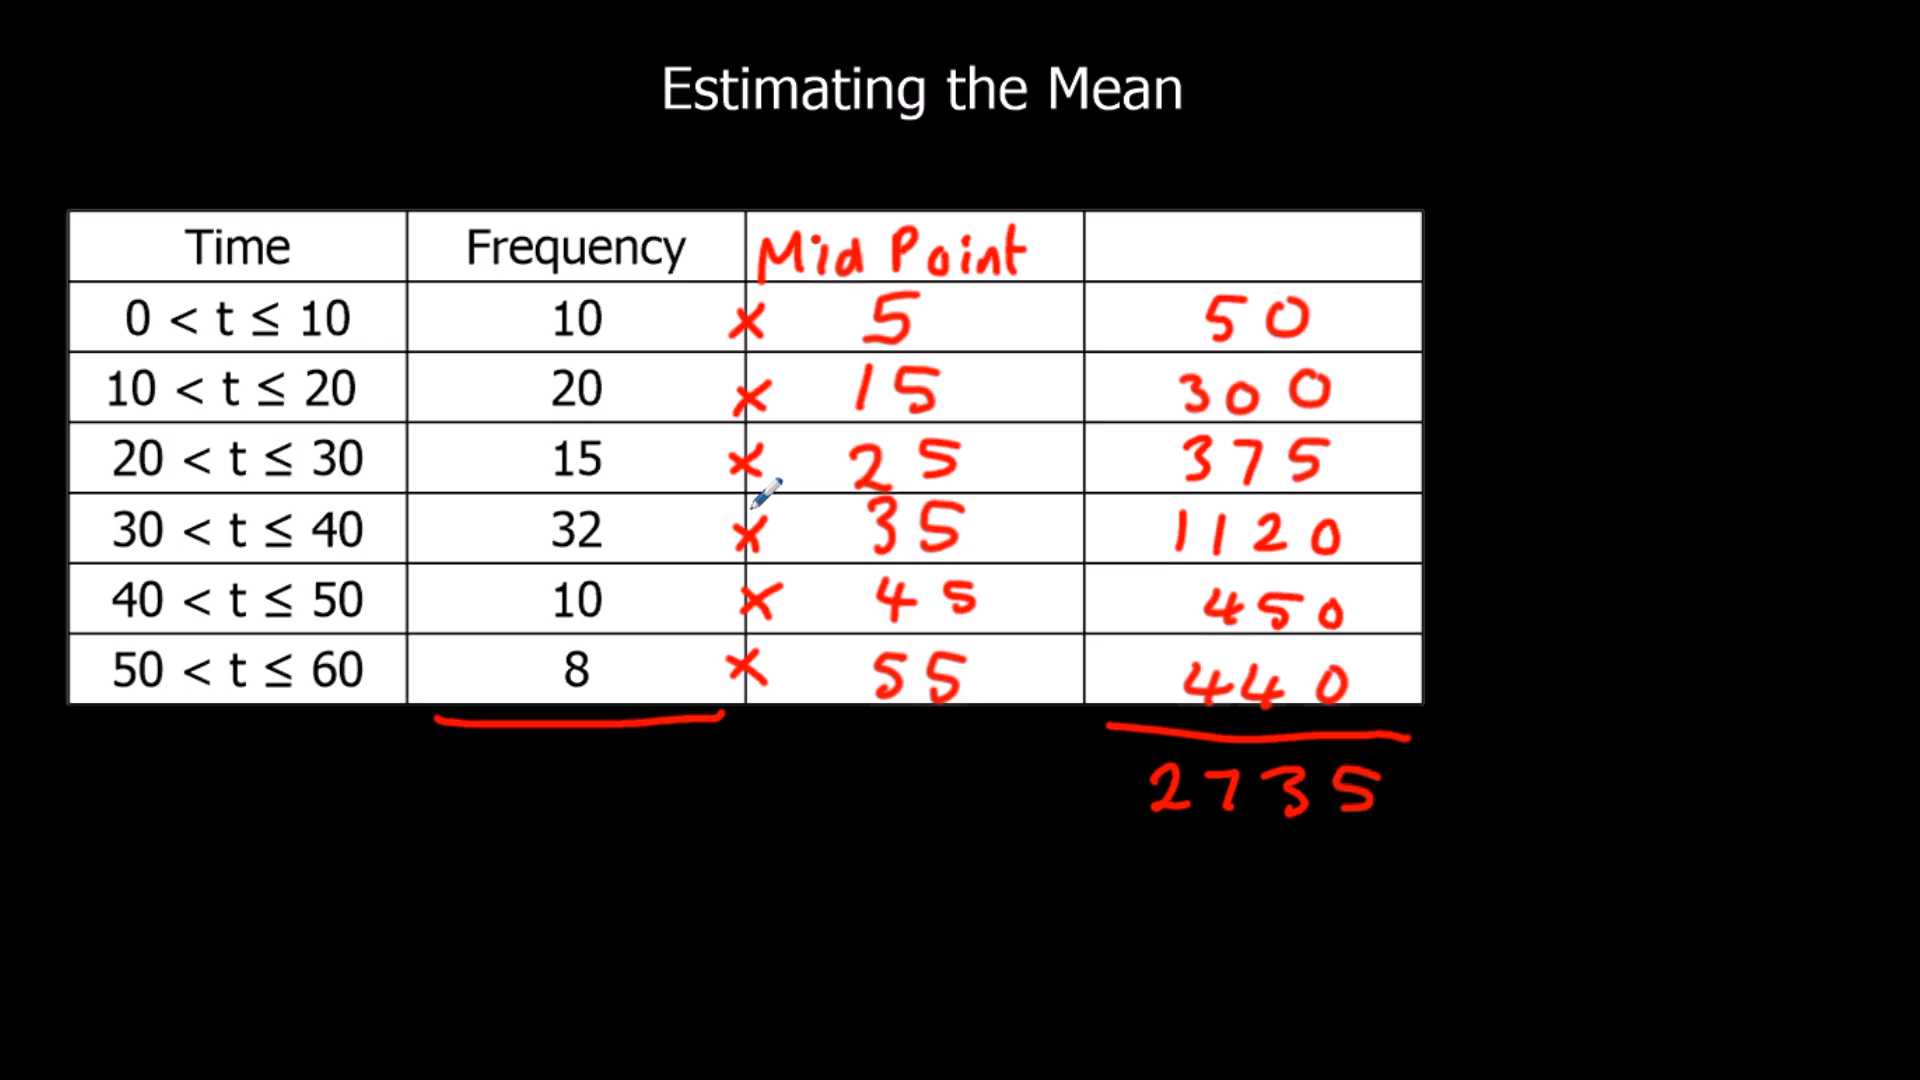 Estimating the Mean
Time Frequency Mid Point
0 < t ≤ 10 10 x 5 50
10 < t ≤ 20 20 x 15 300
20 < t ≤ 30 15 x 25 375
30 < t ≤ 40 32 x 35 1120
40 < t ≤ 50 10 x 45 450
50 < t ≤ 60 8 x 55 440
2735